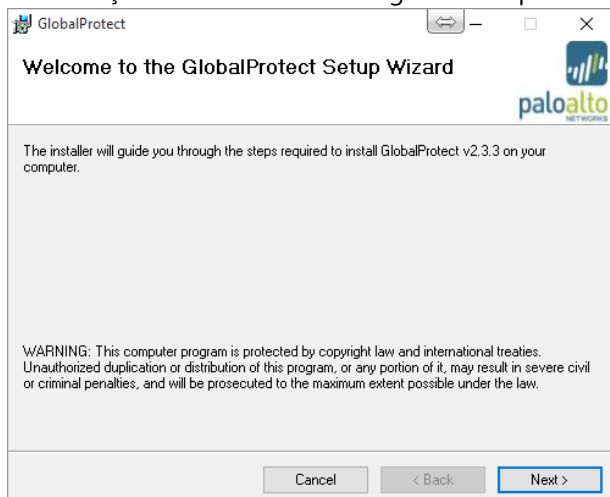 GlobalProtect
Welcome to the GlobalProtect Setup Wizard
paloalto
NETWORKS
The installer will guide you through the steps required to install GlobalProtect v2.3.3 on your
computer.
WARNING: This computer program is protected by copyright law and international treaties.
Unauthorized duplication or distribution of this program, or any portion of it, may result in severe civil
or criminal penalties, and will be prosecuted to the maximum extent possible under the law.
Cancel < Back Next >